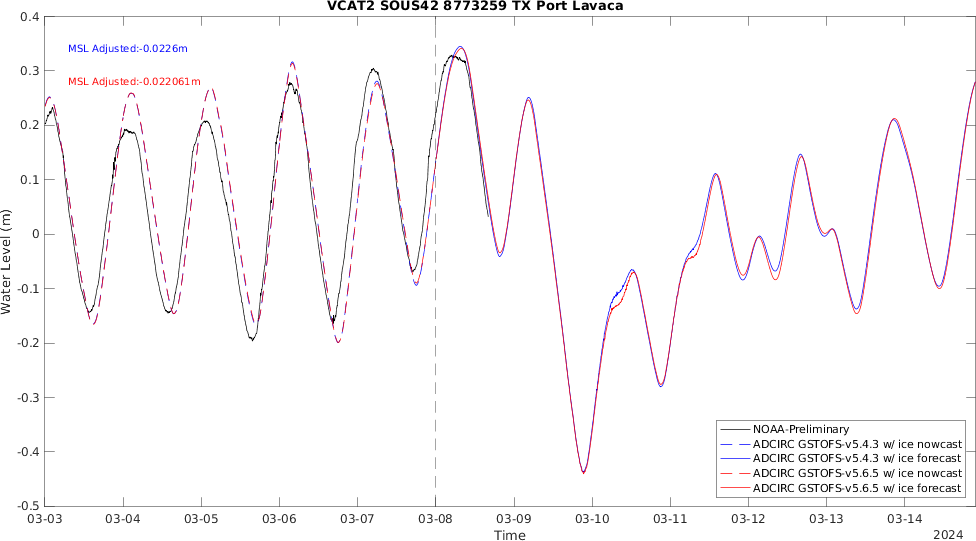 VCAT2 SOUS42 8773259 TX Port Lavaca
0.4
MSL Adjusted:-0.0226m
0.3
MSL Adjusted:-0.022061m
0.2
0.1
0
-0.1
-0.2
-0.3
-0.4
-0.5
Water Level (m)
NOAA-Preliminary
ADCIRC GSTOFS-v5.4.3 w/ ice nowcast
ADCIRC GSTOFS-v5.4.3 w/ ice forecast
ADCIRC GSTOFS-v5.6.5 w/ ice nowcast
ADCIRC GSTOFS-v5.6.5 w/ ice forecast
03-03 03-04 03-05 03-06 03-07 03-08 03-09 03-10 03-11 03-12 03-13 03-14
Time
2024